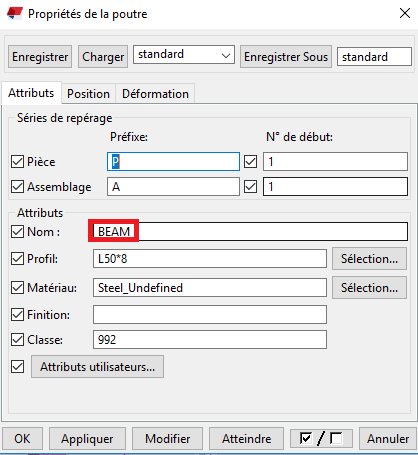 Propriétés de la poutre
Enregistrer Charger standard Enregistrer Sous standard
Attributs Position Déformation
Séries de repérage
Préfixe: N° de début:
Pièce P 1
Assemblage A 1
Attributs
Nom : BEAM
Profil: L50*8 Sélection...
Matériau: Steel_Undefined Sélection...
Finition:
Classe: 992
Attributs utilisateurs...
OK Appliquer Modifier Atteindre / Annuler